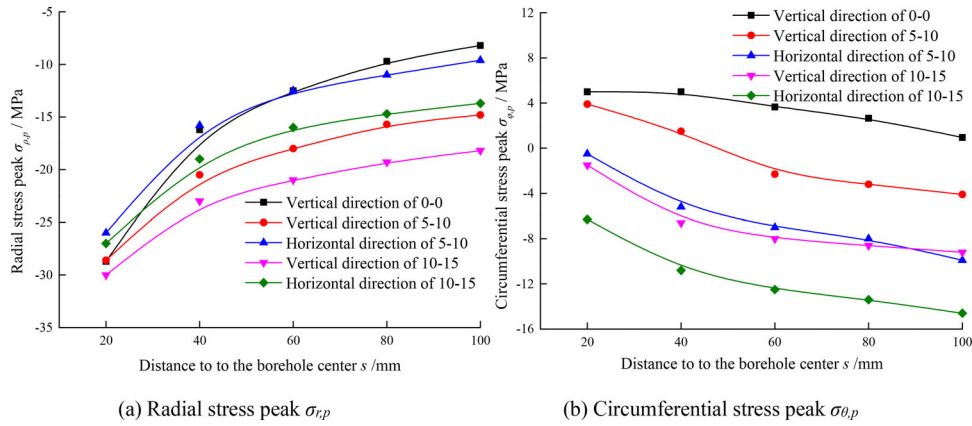 -5
-10
-15
-20
-25
-30
-35
Radial stress peak σρ,p / MPa
Vertical direction of 0-0
Vertical direction of 5-10
Horizontal direction of 5-10
Vertical direction of 10-15
Horizontal direction of 10-15
20 40 60 80 100
Distance to to the borehole center s /mm
(a) Radial stress peak σr,p
12
8
4
0
-4
-8
-12
-16
Circumferential stress peak σφ,p / MPa
Vertical direction of 0-0
Vertical direction of 5-10
Horizontal direction of 5-10
Vertical direction of 10-15
Horizontal direction of 10-15
20 40 60 80 100
Distance to to the borehole center s /mm
(b) Circumferential stress peak σθ,p